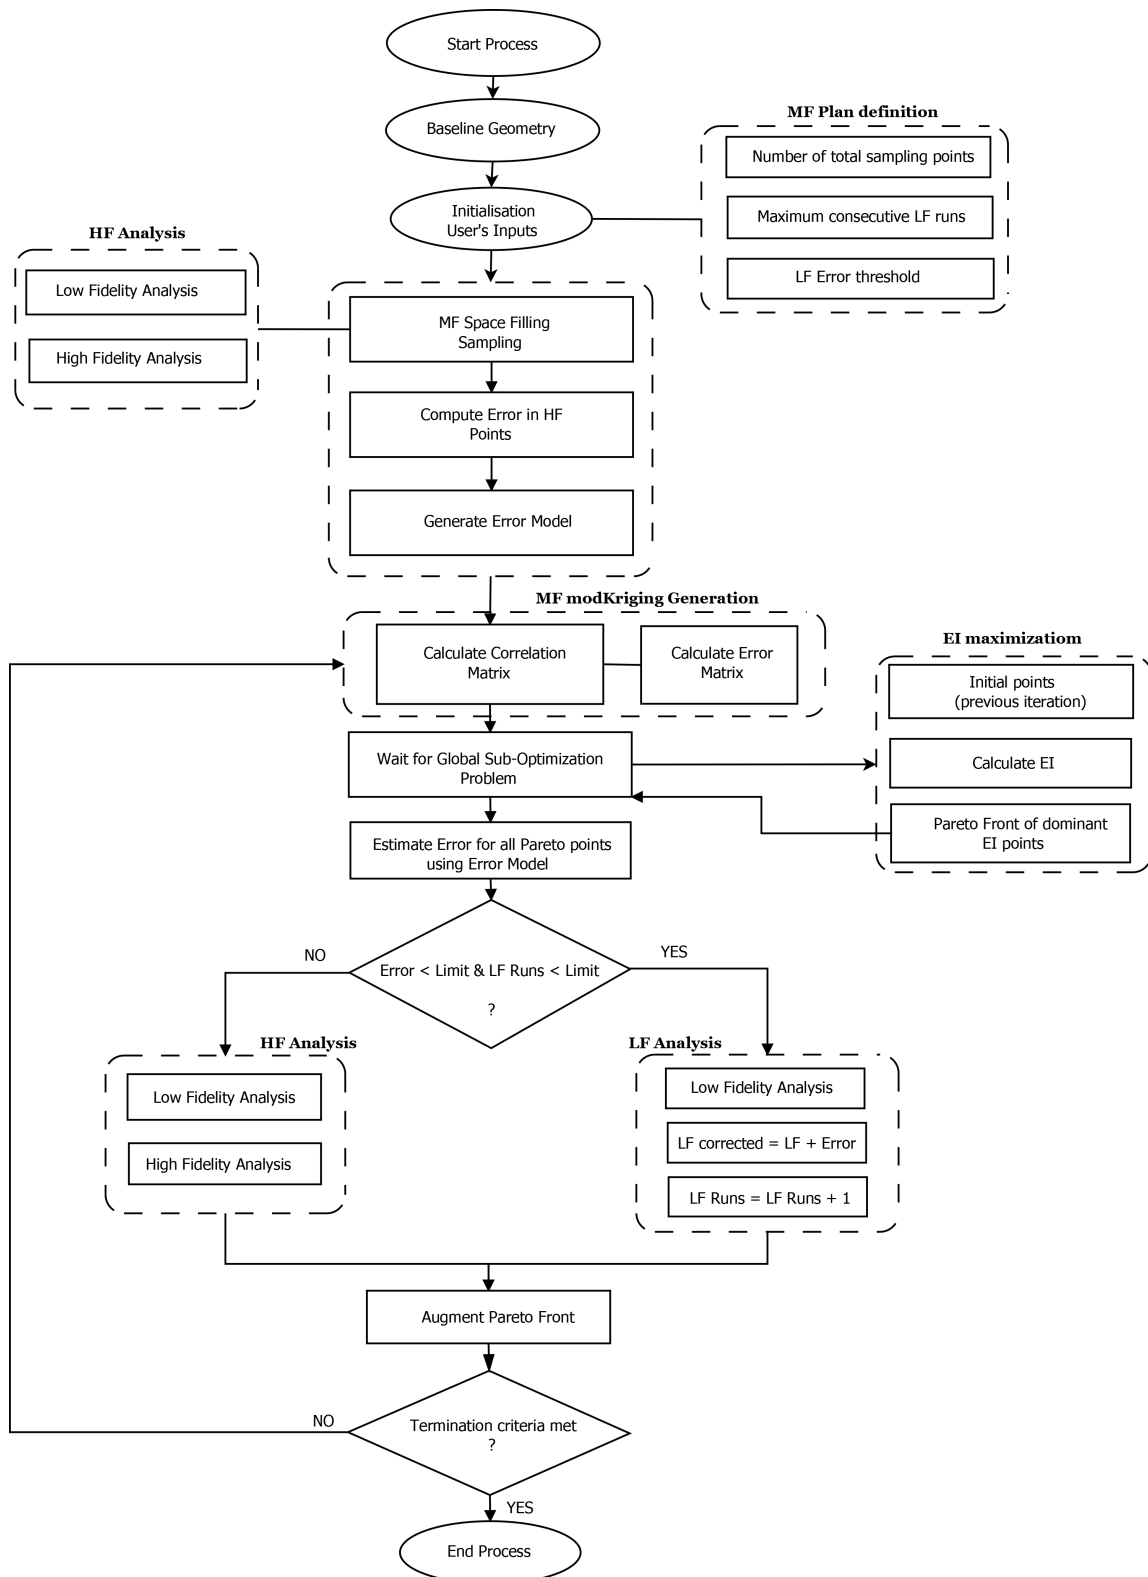 Start Process
Baseline Geometry
MF Plan definition
Number of total sampling points
Maximum consecutive LF runs
LF Error threshold
Initialisation
User's Inputs
HF Analysis
Low Fidelity Analysis
High Fidelity Analysis
MF Space Filling
Sampling
Compute Error in HF
Points
Generate Error Model
MF modKriging Generation
Calculate Correlation
Matrix
Calculate Error
Matrix
EI maximizatiom
Initial points
(previous iteration)
Calculate EI
Pareto Front of dominant
EI points
Wait for Global Sub-Optimization
Problem
Estimate Error for all Pareto points
using Error Model
NO
YES
Error < Limit & LF Runs < Limit
?
HF Analysis
Low Fidelity Analysis
High Fidelity Analysis
LF Analysis
Low Fidelity Analysis
LF corrected = LF + Error
LF Runs = LF Runs + 1
Augment Pareto Front
NO
Termination criteria met
?
YES
End Process